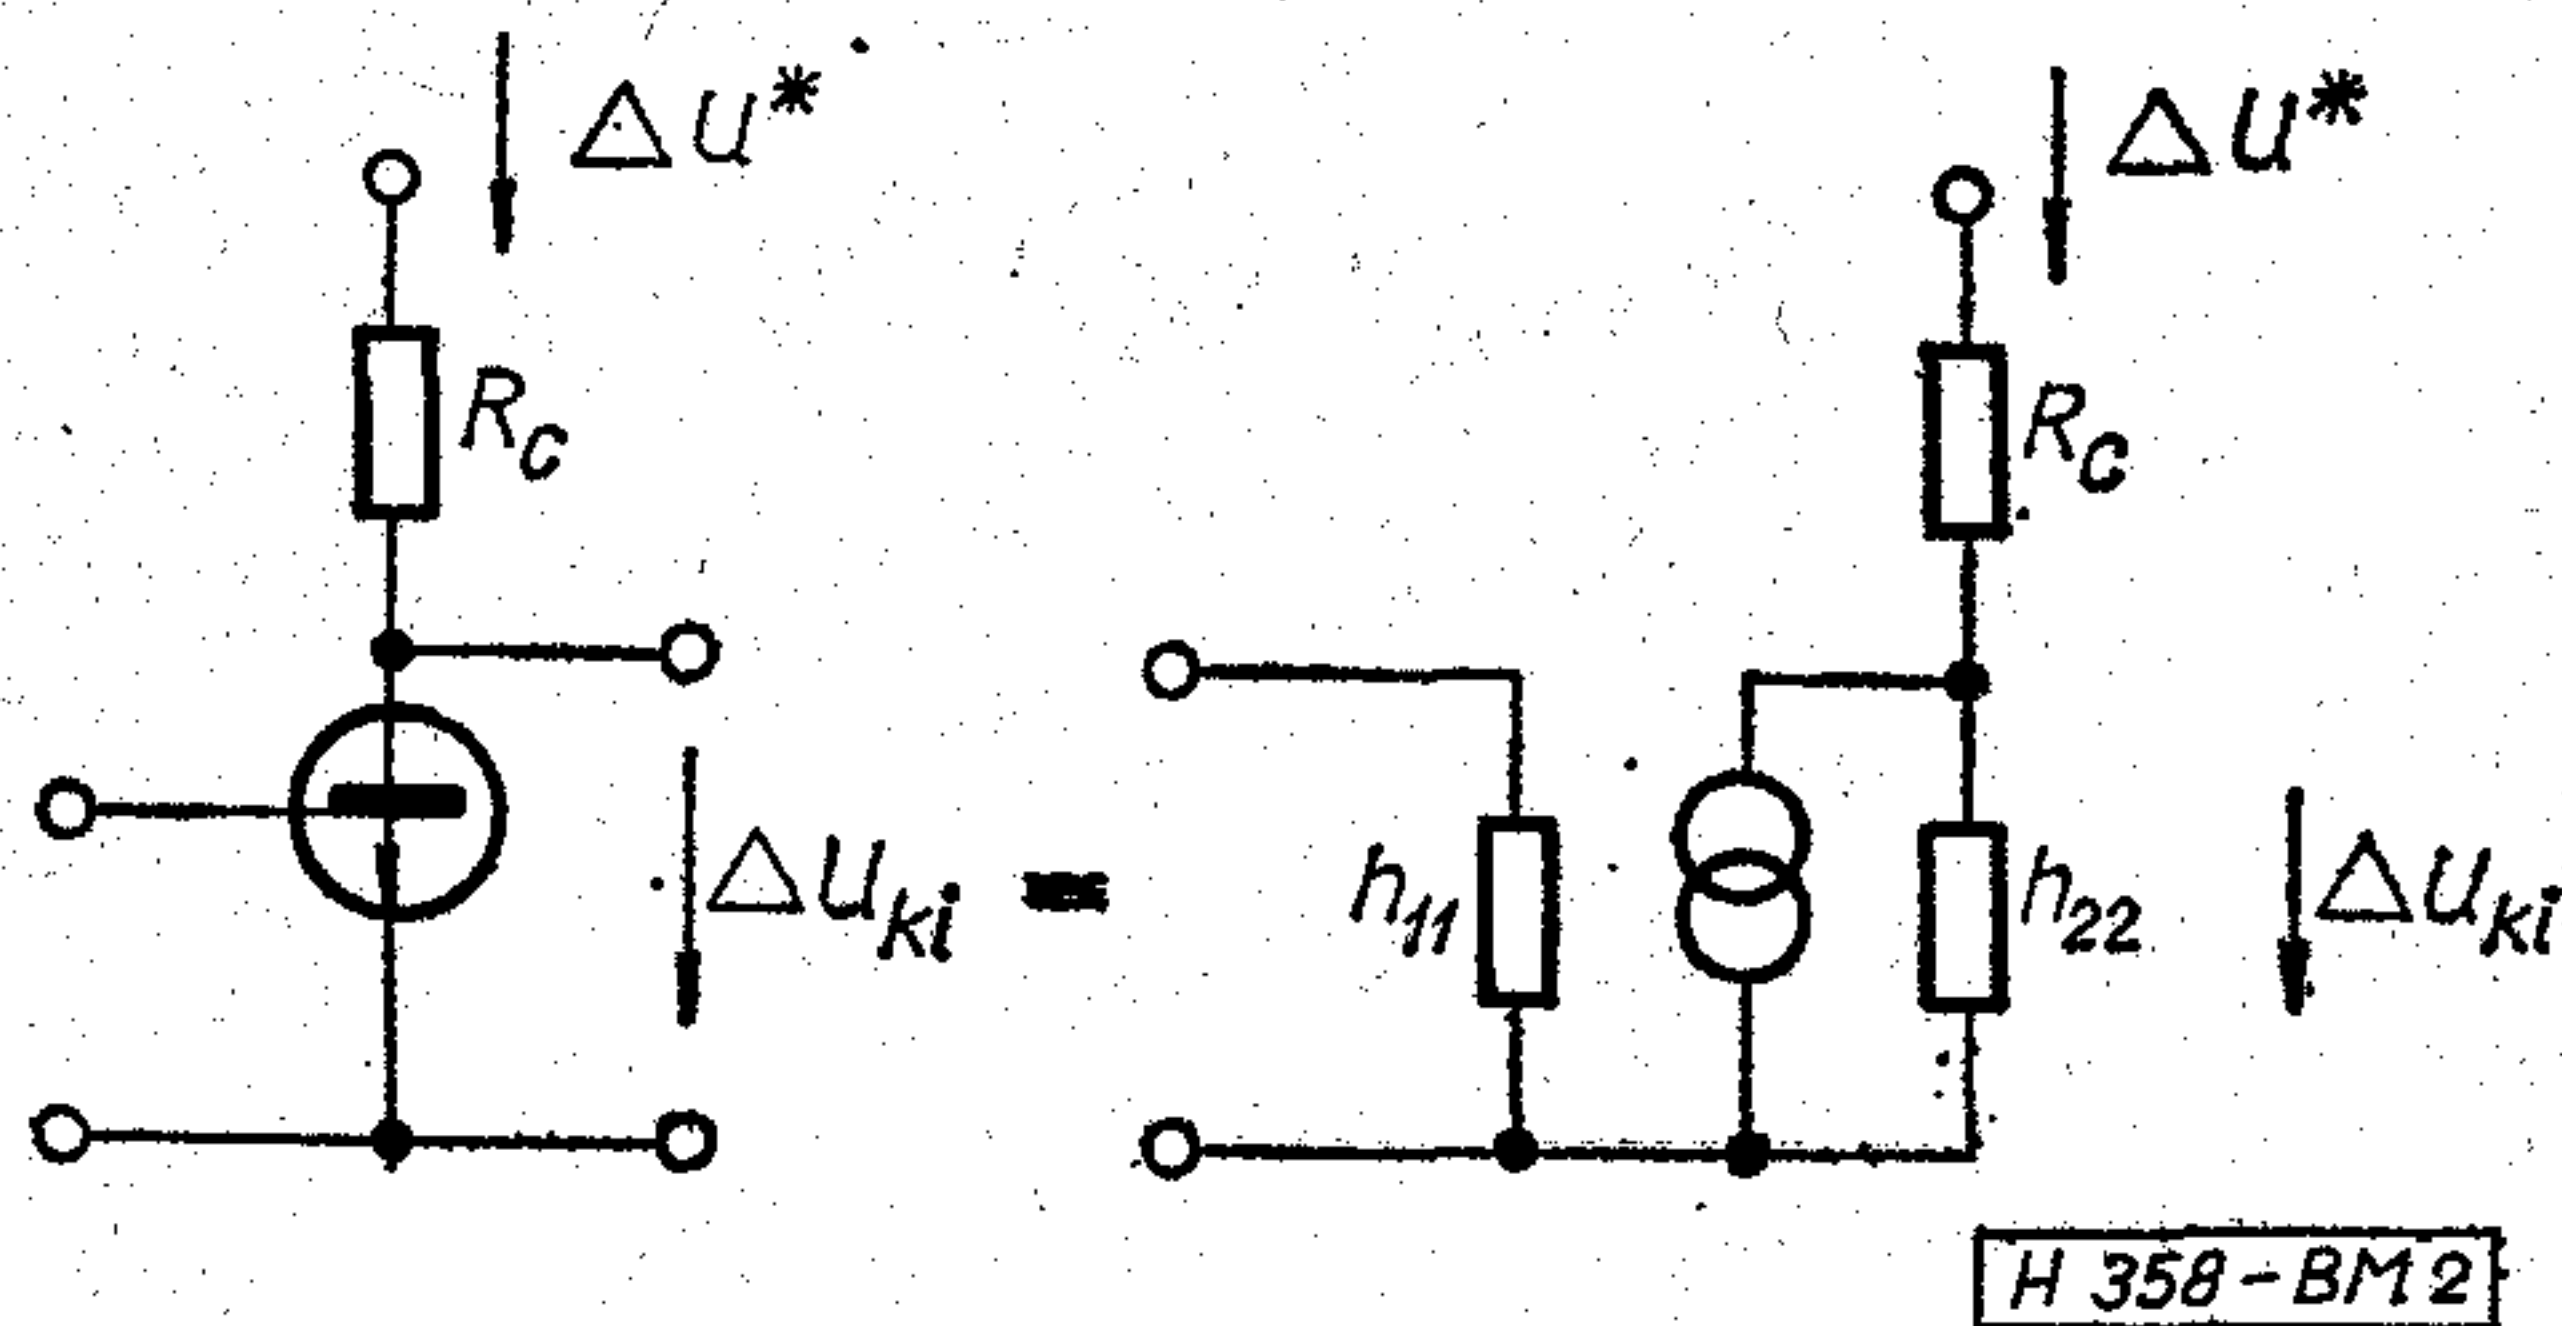 ΔU*
R_C
ΔU_ki =
ΔU*
R_C
h_11
h_22
ΔU_ki
H 358-BM 2